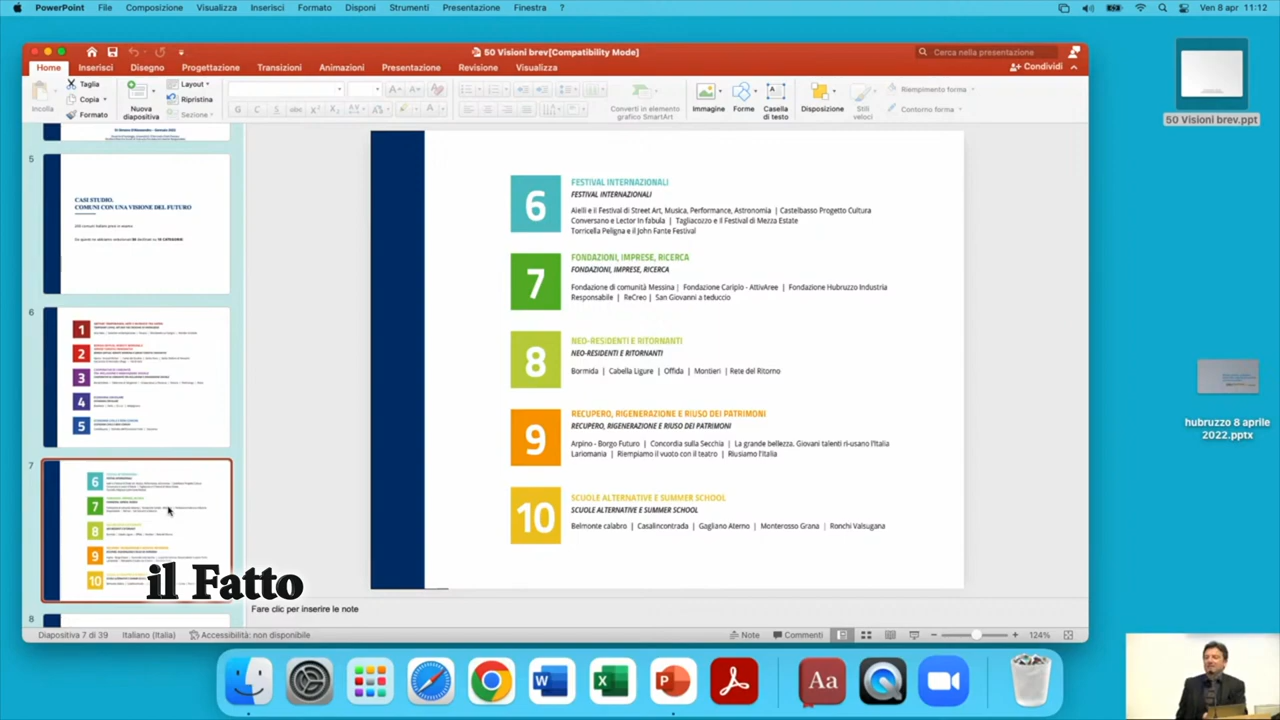 PowerPoint File Composizione Visualizza Inserisci Formato Disponi Strumenti Presentazione Finestra ? Ven 8 apr 11:12
50 Visioni brev[Compatibility Mode]
Cerca nella presentazione
Home Inserisci Disegno Progettazione Transizioni Animazioni Presentazione Revisione Visualizza
Condividi
Incolla
Taglia
Copia
Formato
Nuova
diapositiva
Layout
Ripristina
Sezione
Converti in elemento
grafico SmartArt
Immagine
Forme
Casella
di testo
Disposizione
Stili
veloci
Riempimento forma
Contorno forma
5
CASI STUDIO.
COMUNI CON UNA VISIONE DEL FUTURO
6
1
2
3
4
5
7
6
7
8
9
10
8
6
FESTIVAL INTERNAZIONALI
FESTIVAL INTERNAZIONALI
Aielli e il Festival di Street Art, Musica, Performance, Astronomia | Castelbasso Progetto Cultura
Conversano e Lector in fabula | Tagliacozzo e il Festival di Mezza Estate
Torricella Peligna e il John Fante Festival
7
FONDAZIONI, IMPRESE, RICERCA
FONDAZIONI, IMPRESE, RICERCA
Fondazione di comunità Messina | Fondazione Cariplo - AttivAree | Fondazione Hubruzzo Industria
Responsabile | ReCreo | San Giovanni a teduccio
8
NEO-RESIDENTI E RITORNANTI
NEO-RESIDENTI E RITORNANTI
Bormida | Cabella Ligure | Offida | Montieri | Rete del Ritorno
9
RECUPERO, RIGENERAZIONE E RIUSO DEI PATRIMONI
RECUPERO, RIGENERAZIONE E RIUSO DEI PATRIMONI
Arpino - Borgo Futuro | Concordia sulla Secchia | La grande bellezza. Giovani talenti ri-usano l'Italia
Lariomania | Riempiamo il vuoto con il teatro | Riusiamo l'Italia
10
SCUOLE ALTERNATIVE E SUMMER SCHOOL
SCUOLE ALTERNATIVE E SUMMER SCHOOL
Belmonte calabro | Casalincontrada | Gagliano Aterno | Monterosso Grana | Ronchi Valsugana
il Fatto
Fare clic per inserire le note
Diapositiva 7 di 39 Italiano (Italia) Accessibilità: non disponibile Note Commenti 124%
50 Visioni brev.ppt
hubruzzo 8 aprile
2022.pptx